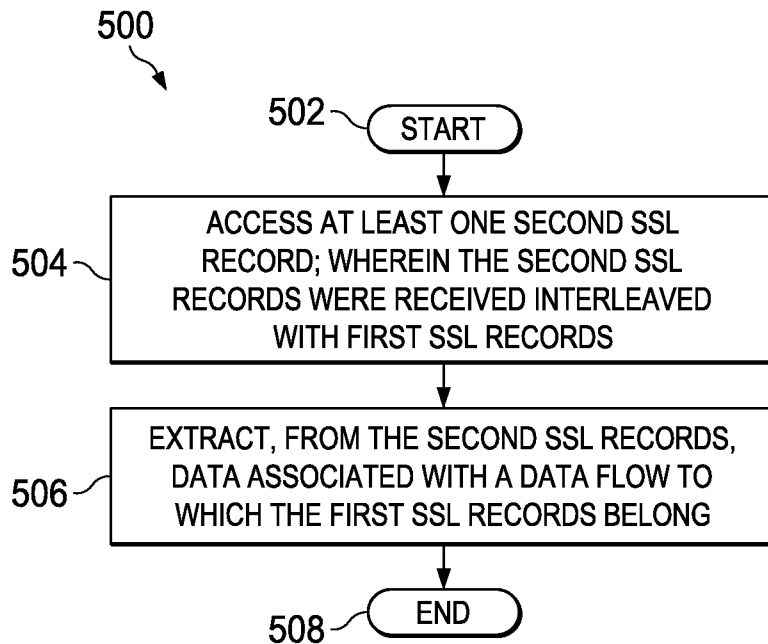 500
502
START
504
ACCESS AT LEAST ONE SECOND SSL
RECORD; WHEREIN THE SECOND SSL
RECORDS WERE RECEIVED INTERLEAVED
WITH FIRST SSL RECORDS
506
EXTRACT, FROM THE SECOND SSL RECORDS,
DATA ASSOCIATED WITH A DATA FLOW TO
WHICH THE FIRST SSL RECORDS BELONG
508
END